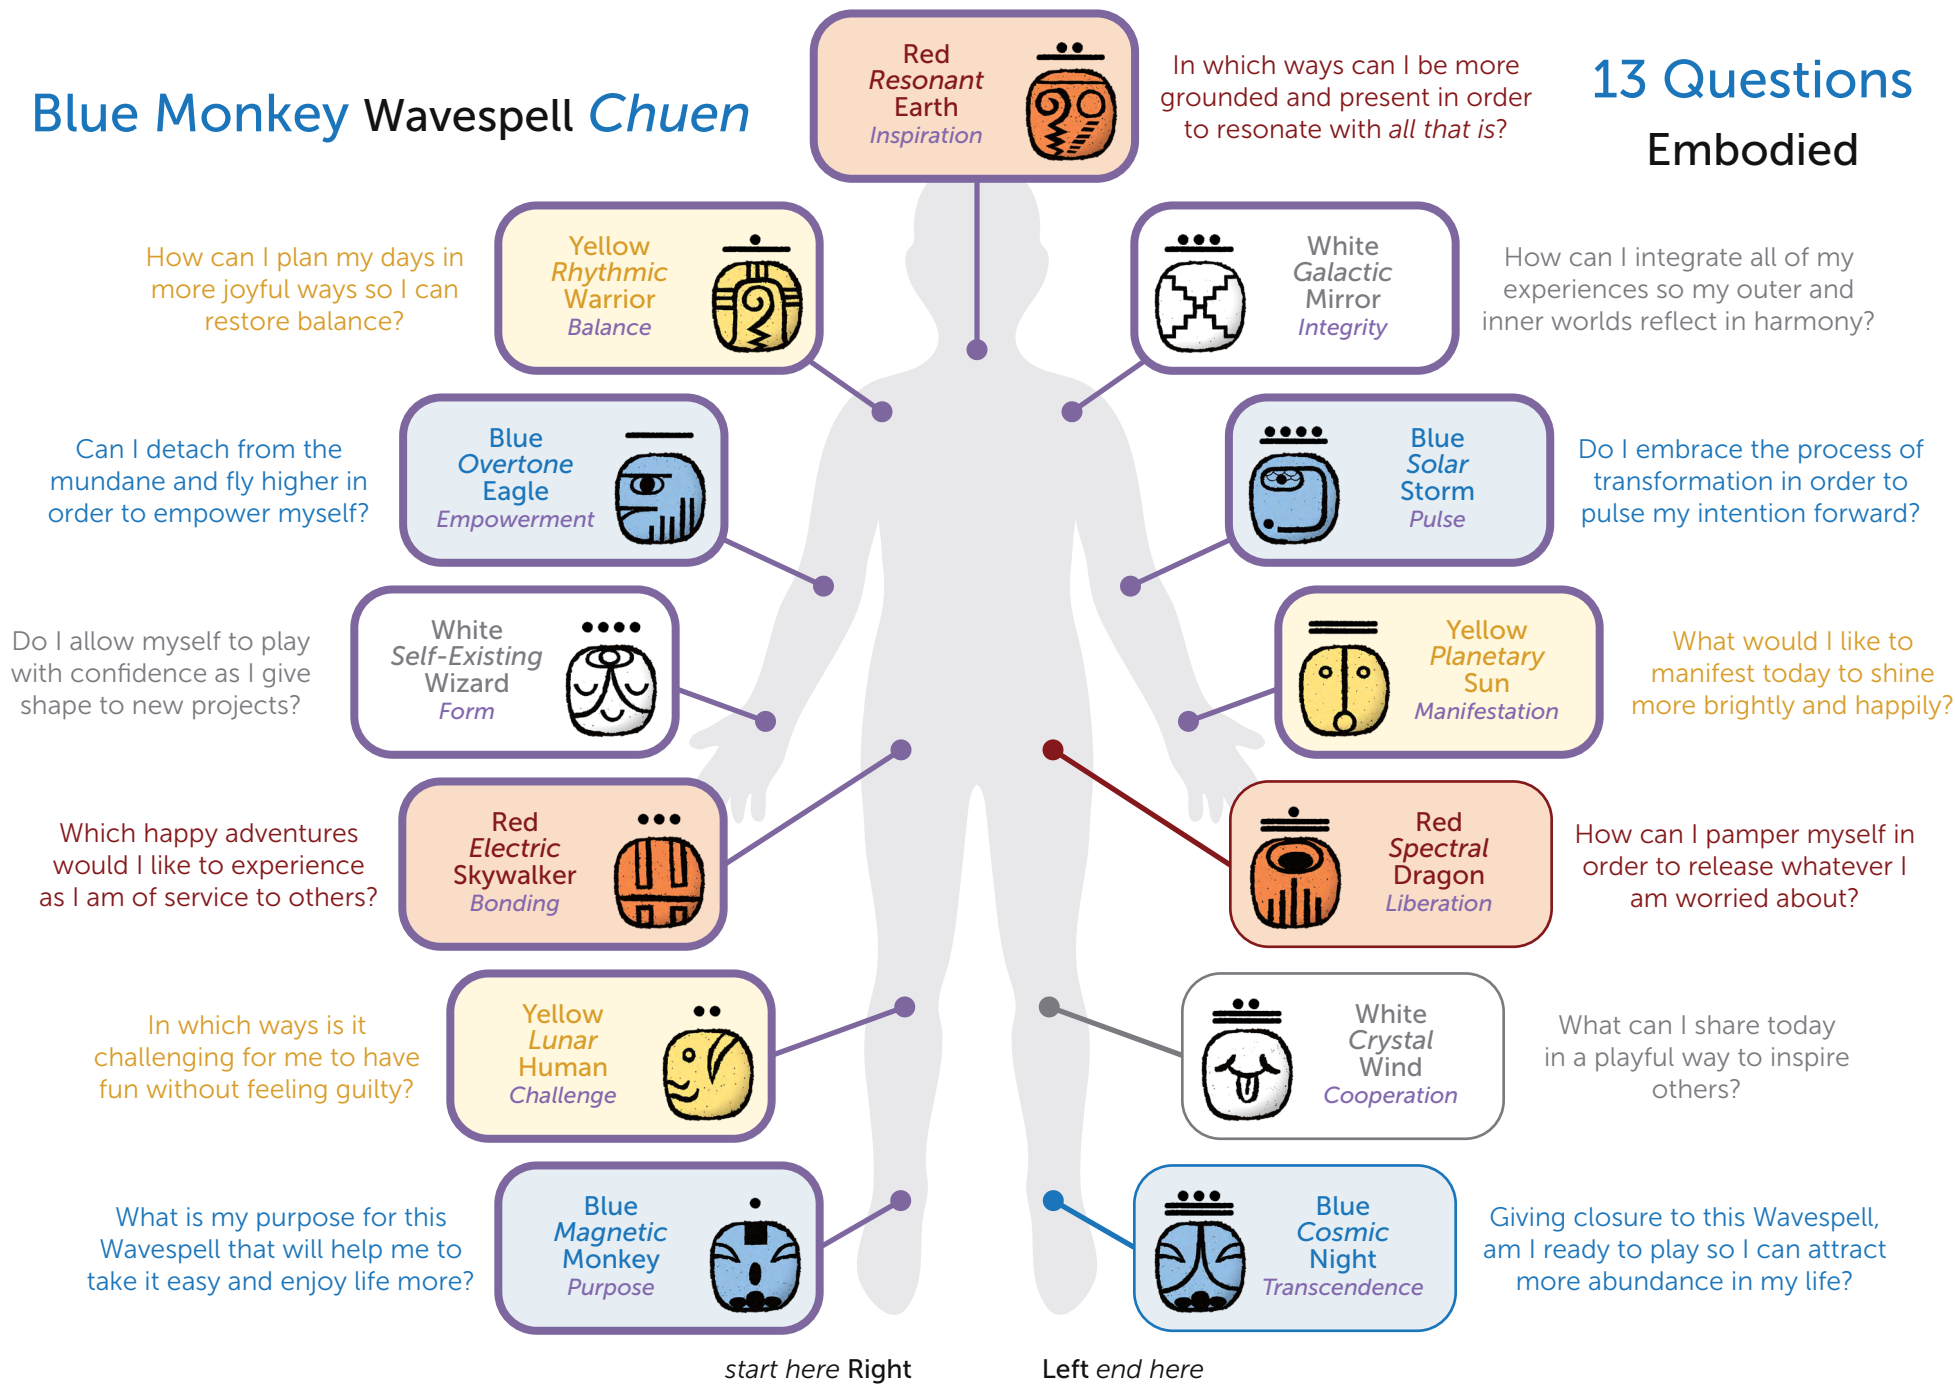 Blue Monkey Wavespell Chuen
13 Questions
Embodied
Red
Resonant
Earth
Inspiration
In which ways can I be more
grounded and present in order
to resonate with all that is?
How can I plan my days in
more joyful ways so I can
restore balance?
Yellow
Rhythmic
Warrior
Balance
White
Galactic
Mirror
Integrity
How can I integrate all of my
experiences so my outer and
inner worlds reflect in harmony?
Can I detach from the
mundane and fly higher in
order to empower myself?
Blue
Overtone
Eagle
Empowerment
Blue
Solar
Storm
Pulse
Do I embrace the process of
transformation in order to
pulse my intention forward?
Do I allow myself to play
with confidence as I give
shape to new projects?
White
Self-Existing
Wizard
Form
Yellow
Planetary
Sun
Manifestation
What would I like to
manifest today to shine
more brightly and happily?
Which happy adventures
would I like to experience
as I am of service to others?
Red
Electric
Skywalker
Bonding
Red
Spectral
Dragon
Liberation
How can I pamper myself in
order to release whatever I
am worried about?
In which ways is it
challenging for me to have
fun without feeling guilty?
Yellow
Lunar
Human
Challenge
White
Crystal
Wind
Cooperation
What can I share today
in a playful way to inspire
others?
What is my purpose for this
Wavespell that will help me to
take it easy and enjoy life more?
Blue
Magnetic
Monkey
Purpose
Blue
Cosmic
Night
Transcendence
Giving closure to this Wavespell,
am I ready to play so I can attract
more abundance in my life?
start here Right
Left end here